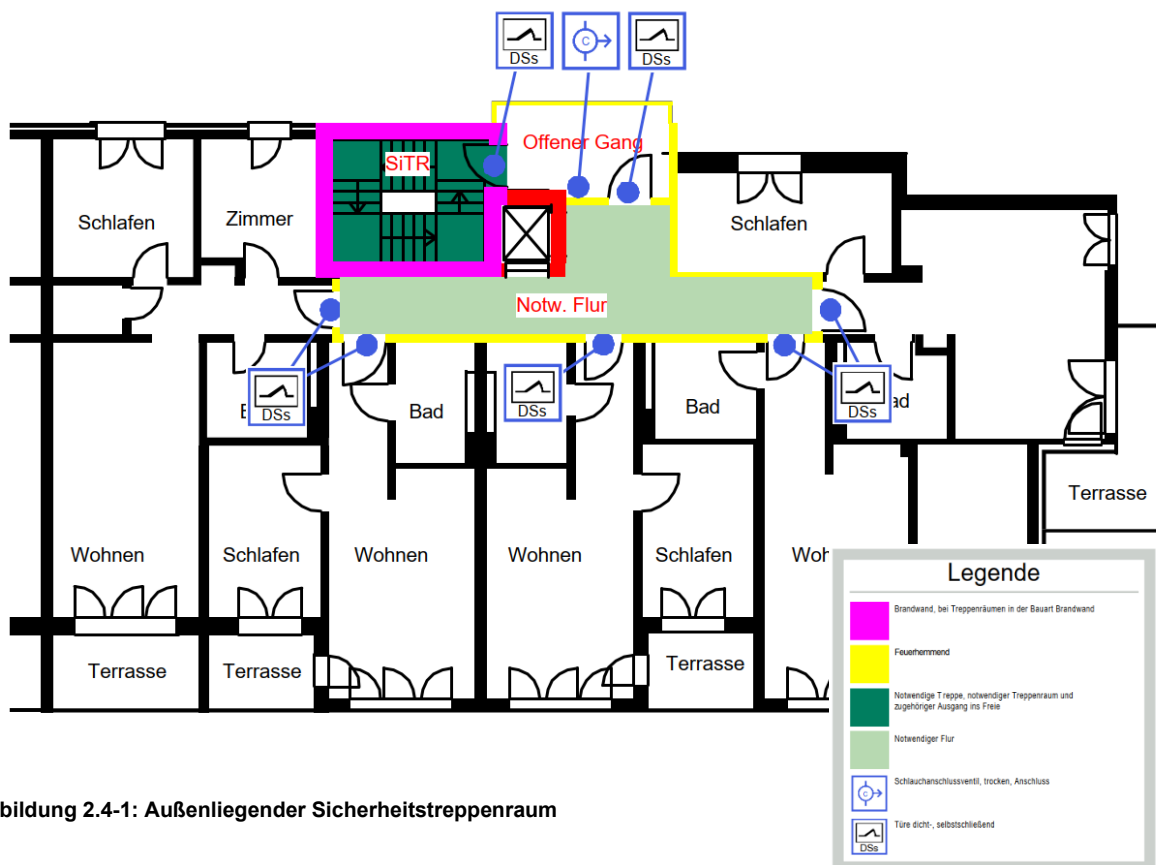 DSs
C
DSs
Offener Gang
SiTR
Schlafen
Zimmer
Schlafen
Notw. Flur
DSs
Bad
DSs
Bad
DSs
Terrasse
Wohnen
Schlafen
Wohnen
Wohnen
Schlafen
Terrasse
Terrasse
Terrasse
Legende
Brandwand, bei Treppenräumen in der Bauart Brandwand
Feuerhemmend
Notwendige T reppe, notwendiger Treppenraum und
zugehöriger Ausgang ins Freie
Notwendiger Flur
C
Schlauchanschlussventil, trocken, Anschluss
DSs
Türe dicht-, selbstschließend
bildung 2.4-1: Außenliegender Sicherheitstreppenraum